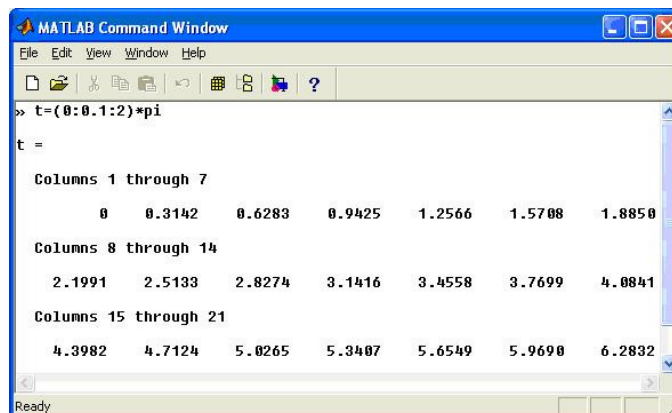 MATLAB Command Window
File Edit View Window Help
?
» t=(0:0.1:2)*pi
t =
Columns 1 through 7
0 0.3142 0.6283 0.9425 1.2566 1.5708 1.8850
Columns 8 through 14
2.1991 2.5133 2.8274 3.1416 3.4558 3.7699 4.0841
Columns 15 through 21
4.3982 4.7124 5.0265 5.3407 5.6549 5.9690 6.2832
Ready